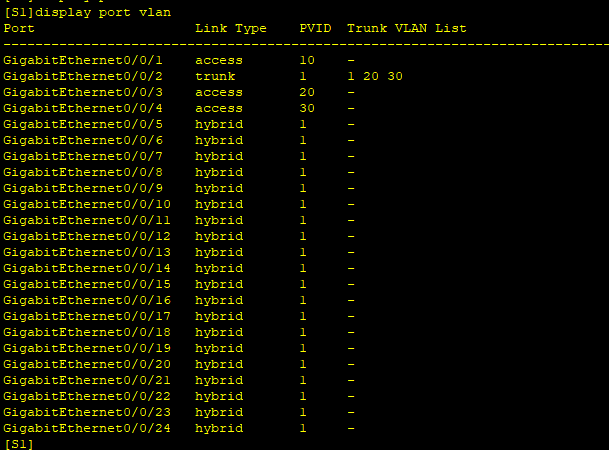 [S1]display port vlan
Port                    Link Type    PVID  Trunk VLAN List
-------------------------------------------------------------------------------
GigabitEthernet0/0/1    access       10    -
GigabitEthernet0/0/2    trunk        1     1 20 30
GigabitEthernet0/0/3    access       20    -
GigabitEthernet0/0/4    access       30    -
GigabitEthernet0/0/5    hybrid       1     -
GigabitEthernet0/0/6    hybrid       1     -
GigabitEthernet0/0/7    hybrid       1     -
GigabitEthernet0/0/8    hybrid       1     -
GigabitEthernet0/0/9    hybrid       1     -
GigabitEthernet0/0/10   hybrid       1     -
GigabitEthernet0/0/11   hybrid       1     -
GigabitEthernet0/0/12   hybrid       1     -
GigabitEthernet0/0/13   hybrid       1     -
GigabitEthernet0/0/14   hybrid       1     -
GigabitEthernet0/0/15   hybrid       1     -
GigabitEthernet0/0/16   hybrid       1     -
GigabitEthernet0/0/17   hybrid       1     -
GigabitEthernet0/0/18   hybrid       1     -
GigabitEthernet0/0/19   hybrid       1     -
GigabitEthernet0/0/20   hybrid       1     -
GigabitEthernet0/0/21   hybrid       1     -
GigabitEthernet0/0/22   hybrid       1     -
GigabitEthernet0/0/23   hybrid       1     -
GigabitEthernet0/0/24   hybrid       1     -
[S1]